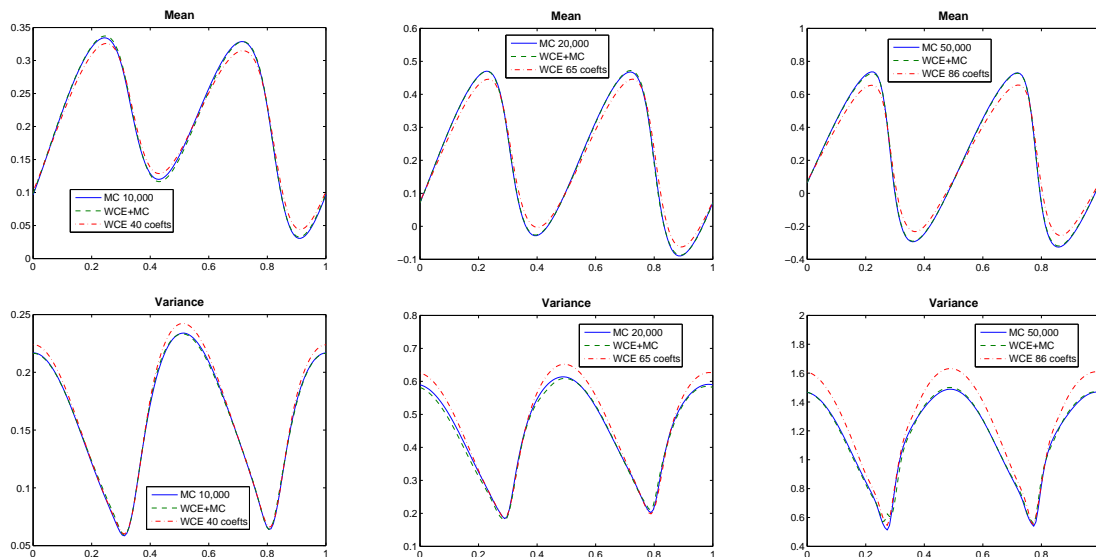 Mean
0.35
0.3
0.25
0.2
0.15
0.1
0.05
0
0 0.2 0.4 0.6 0.8 1
MC 10,000
WCE+MC
WCE 40 coefts
Mean
0.6
0.5
0.4
0.3
0.2
0.1
0
−0.1
0 0.2 0.4 0.6 0.8 1
MC 20,000
WCE+MC
WCE 65 coefts
Mean
1
0.8
0.6
0.4
0.2
0
−0.2
−0.4
0 0.2 0.4 0.6 0.8 1
MC 50,000
WCE+MC
WCE 86 coefts
Variance
0.25
0.2
0.15
0.1
0.05
0 0.2 0.4 0.6 0.8 1
MC 10,000
WCE+MC
WCE 40 coefts
Variance
0.8
0.7
0.6
0.5
0.4
0.3
0.2
0.1
0 0.2 0.4 0.6 0.8 1
MC 20,000
WCE+MC
WCE 65 coefts
Variance
2
1.8
1.6
1.4
1.2
1
0.8
0.6
0.4
0 0.2 0.4 0.6 0.8
MC 50,000
WCE+MC
WCE 86 coefts